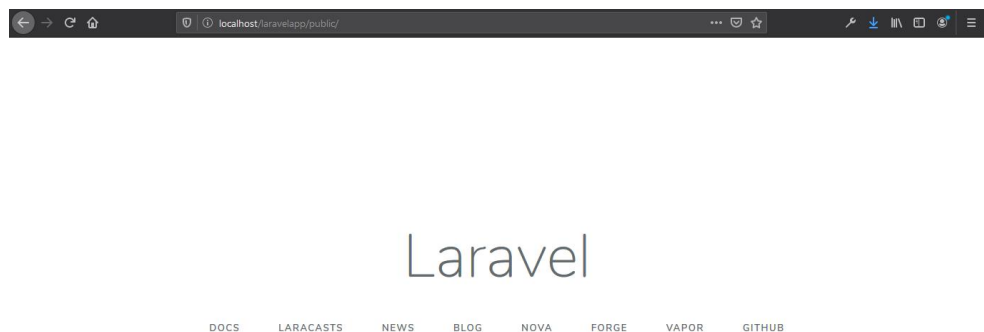 localhost/laravelapp/public/
Laravel
DOCS LARACASTS NEWS BLOG NOVA FORGE VAPOR GITHUB